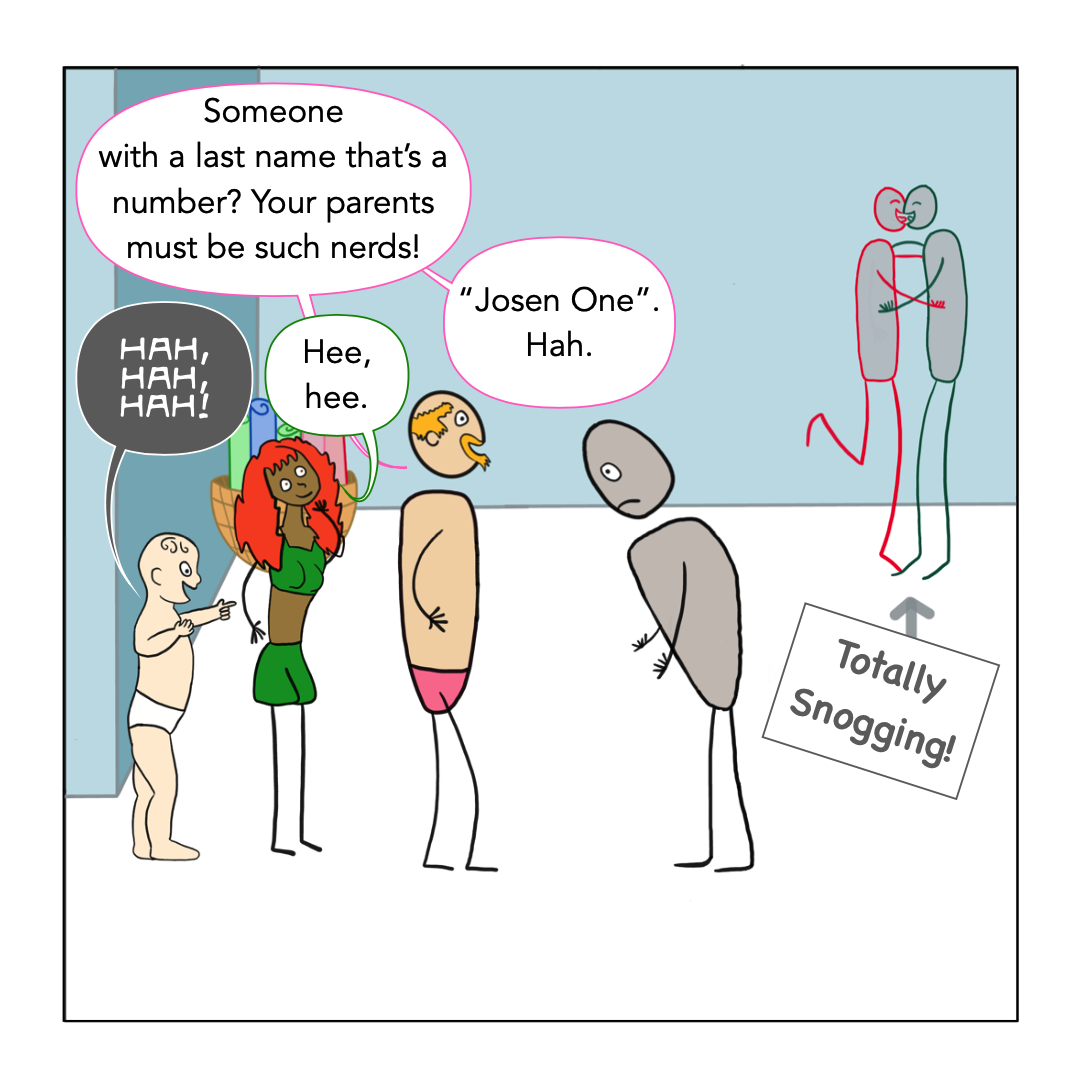 Someone
with a last name that’s a
number? Your parents
must be such nerds!
“Josen One”.
Hah.
HAH,
HAH,
HAH!
Hee,
hee.
Totally
Snogging!